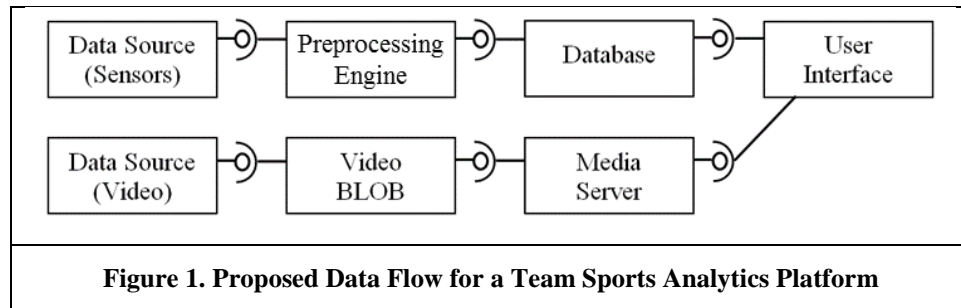 Data Source
(Sensors)
Preprocessing
Engine
Database
User
Interface
Data Source
(Video)
Video
BLOB
Media
Server
Figure 1. Proposed Data Flow for a Team Sports Analytics Platform